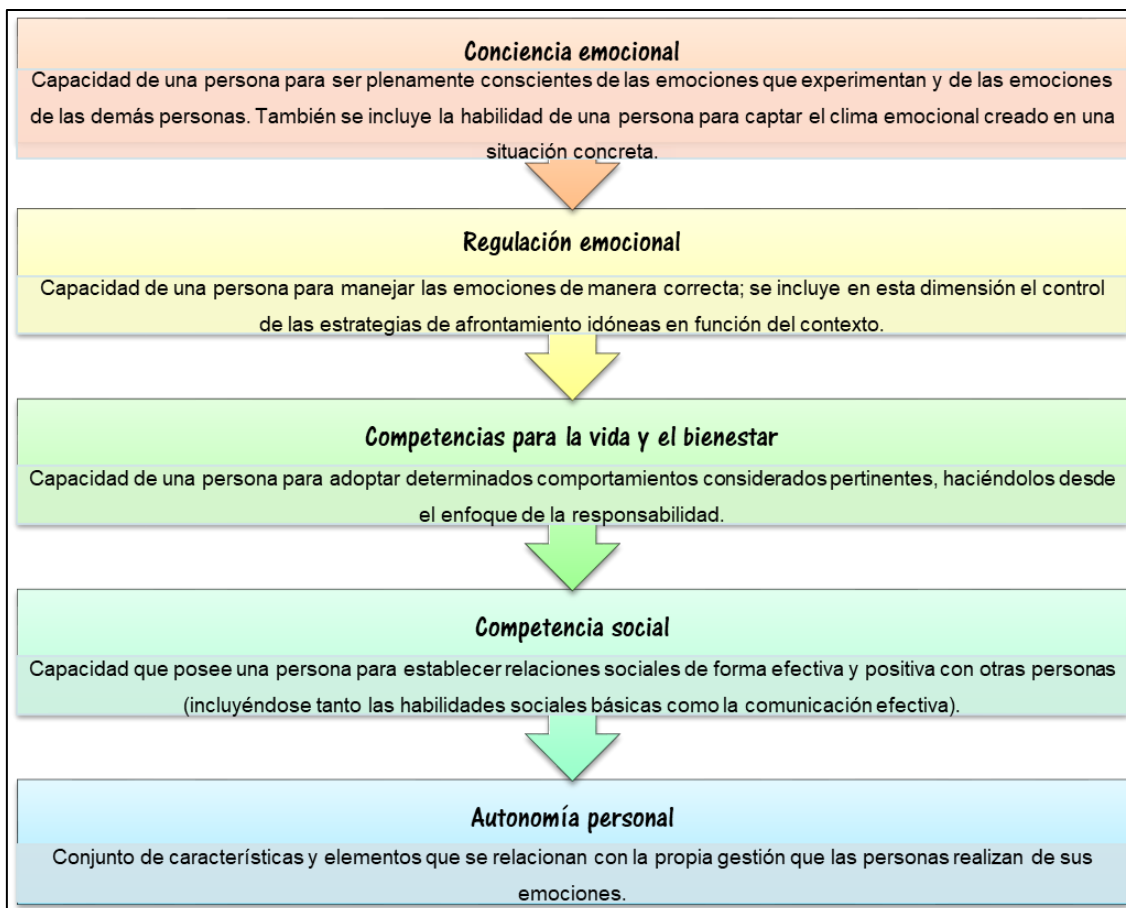 Conciencia emocional
Capacidad de una persona para ser plenamente conscientes de las emociones que experimentan y de las emociones
de las demás personas. También se incluye la habilidad de una persona para captar el clima emocional creado en una
situación concreta.
Regulación emocional
Capacidad de una persona para manejar las emociones de manera correcta; se incluye en esta dimensión el control
de las estrategias de afrontamiento idóneas en función del contexto.
Competencias para la vida y el bienestar
Capacidad de una persona para adoptar determinados comportamientos considerados pertinentes, haciéndolos desde
el enfoque de la responsabilidad.
Competencia social
Capacidad que posee una persona para establecer relaciones sociales de forma efectiva y positiva con otras personas
(incluyéndose tanto las habilidades sociales básicas como la comunicación efectiva).
Autonomía personal
Conjunto de características y elementos que se relacionan con la propia gestión que las personas realizan de sus
emociones.